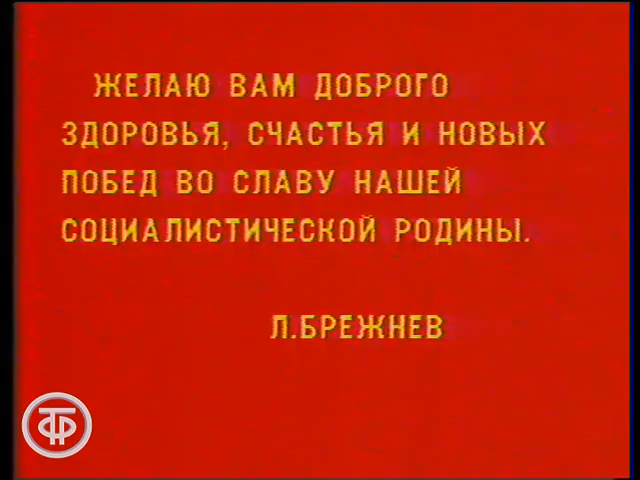 ЖЕЛАЮ ВАМ ДОБРОГО
ЗДОРОВЬЯ, СЧАСТЬЯ И НОВЫХ
ПОБЕД ВО СЛАВУ НАШЕЙ
СОЦИАЛИСТИЧЕСКОЙ РОДИНЫ.
Л.БРЕЖНЕВ